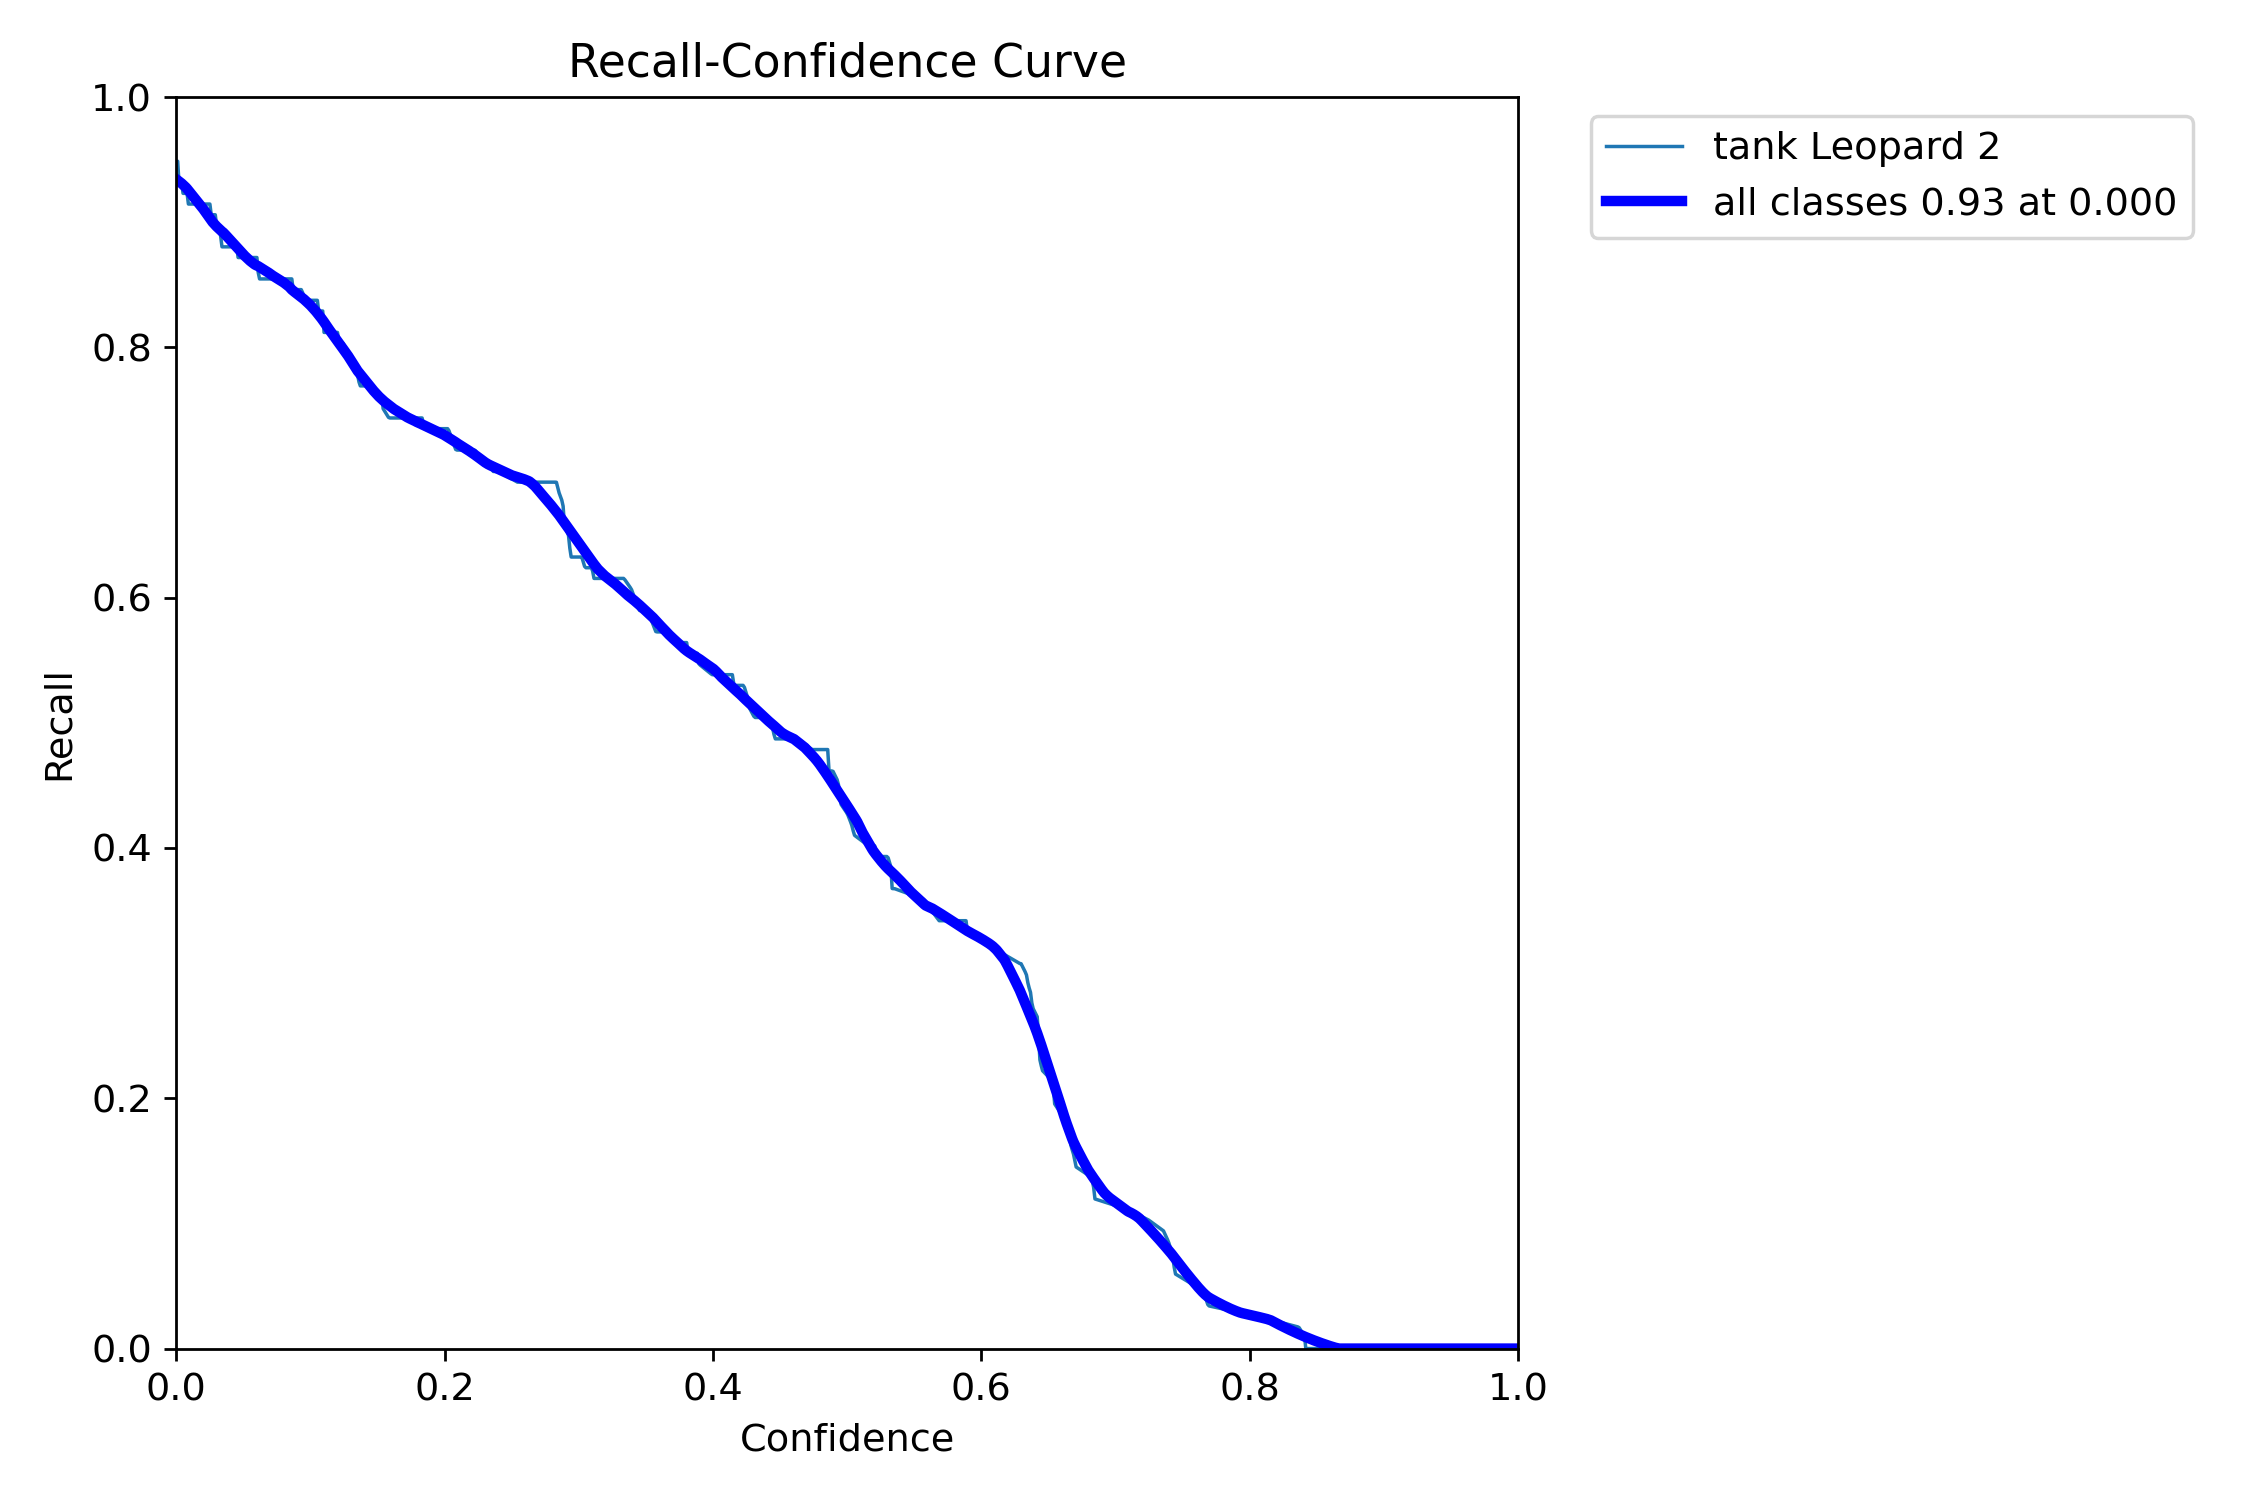 Recall-Confidence Curve
1.0
0.8
0.6
0.4
0.2
0.0
Recall
0.0 0.2 0.4 0.6 0.8 1.0
Confidence
tank Leopard 2
all classes 0.93 at 0.000